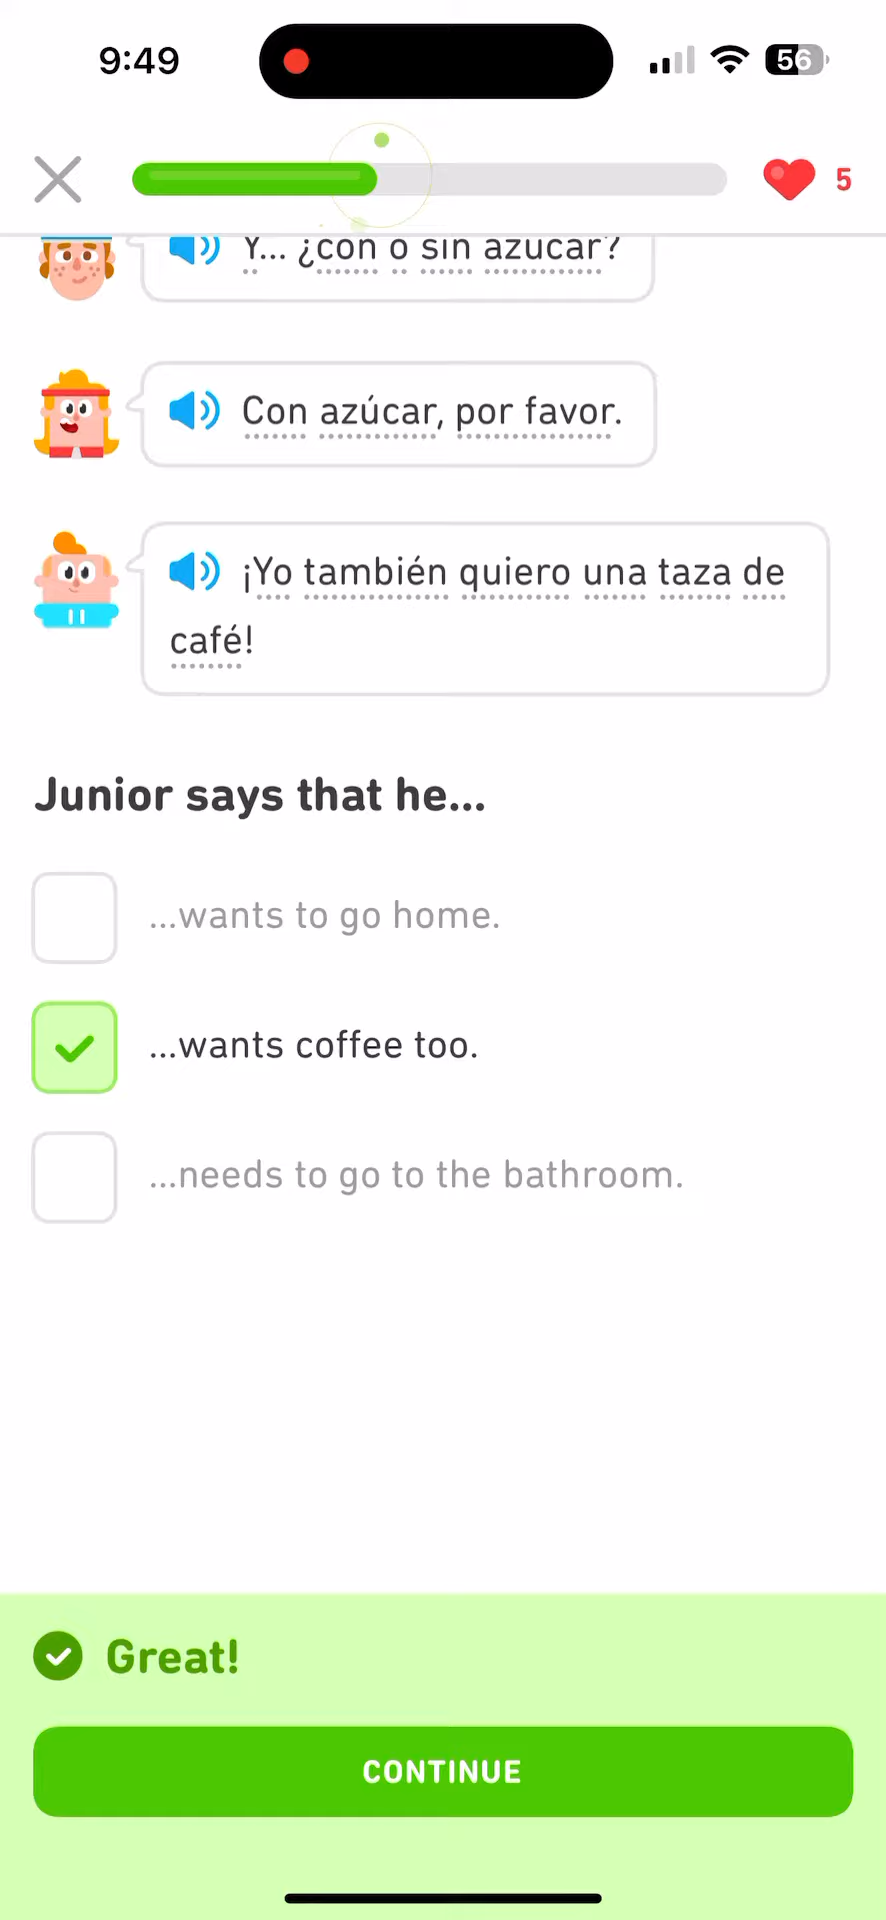 9:49
56
5
Y... ¿con o sin azúcar?
Con azúcar, por favor.
¡Yo también quiero una taza de
café!
Junior says that he...
...wants to go home.
...wants coffee too.
...needs to go to the bathroom.
Great!
CONTINUE